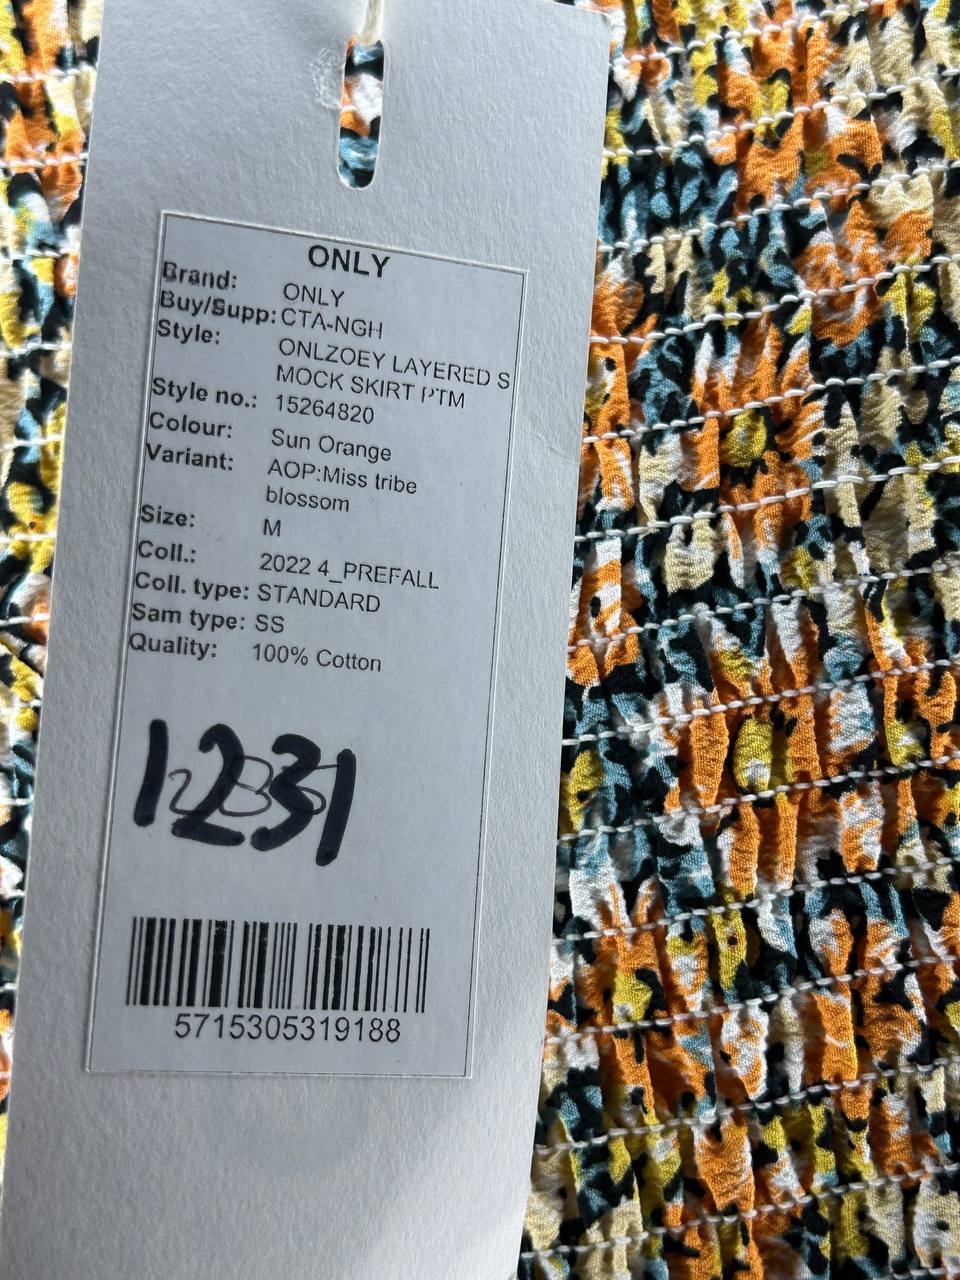 ONLY
Brand: ONLY
Buy/Supp: CTA-NGH
Style: ONLZOEY LAYERED S
MOCK SKIRT PTM
Style no.: 15264820
Colour: Sun Orange
Variant: AOP:Miss tribe
blossom
Size: M
Coll.: 2022 4_PREFALL
Coll. type: STANDARD
Sam type: SS
Quality: 100% Cotton
1231
5715305319188